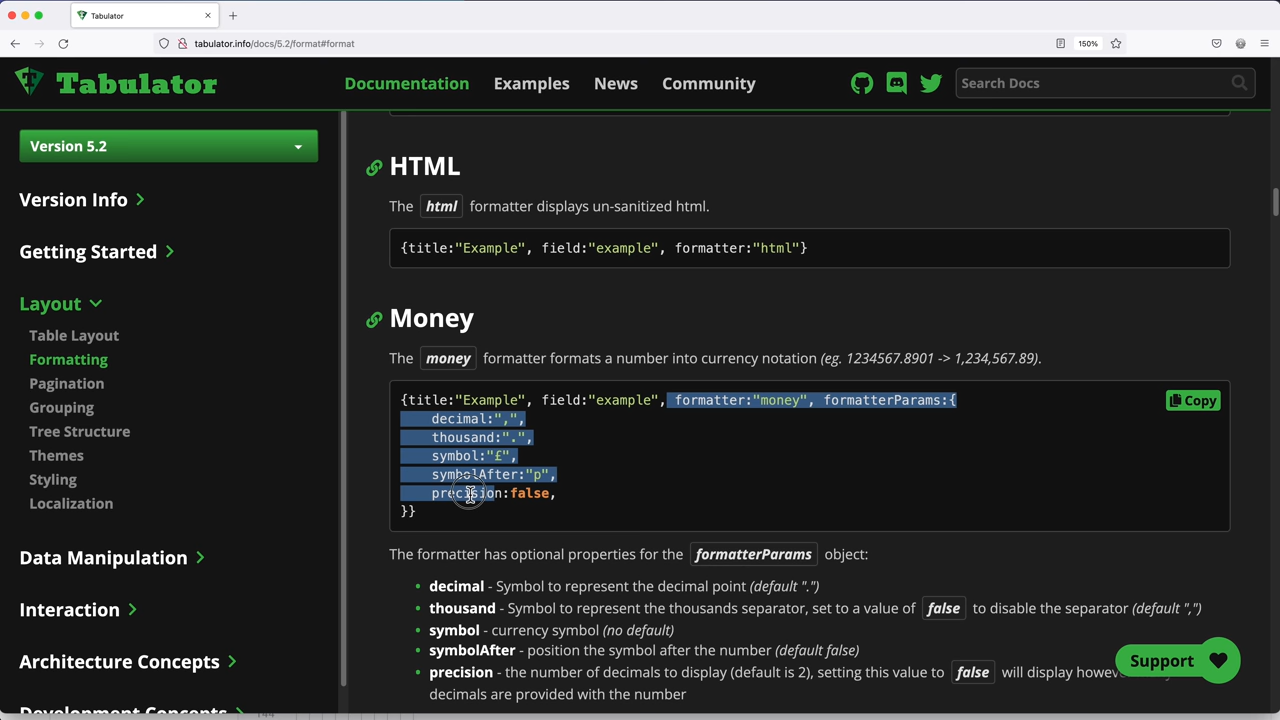 Tabulator
tabulator.info/docs/5.2/format#format
150%
Tabulator
Documentation
Examples
News
Community
Search Docs
Version 5.2
Version Info
Getting Started
Layout
Table Layout
Formatting
Pagination
Grouping
Tree Structure
Themes
Styling
Localization
Data Manipulation
Interaction
Architecture Concepts
Development Concepts
HTML
The html formatter displays un-sanitized html.
{title:"Example", field:"example", formatter:"html"}
Money
The money formatter formats a number into currency notation (eg. 1234567.8901 -> 1,234,567.89).
{title:"Example", field:"example", formatter:"money", formatterParams:{
Copy
decimal:",",
thousand:".",
symbol:"£",
symbolAfter:"p",
precision:false,
}}
The formatter has optional properties for the formatterParams object:
• decimal - Symbol to represent the decimal point (default ".")
• thousand - Symbol to represent the thousands separator, set to a value of false to disable the separator (default ",")
• symbol - currency symbol (no default)
• symbolAfter - position the symbol after the number (default false)
• precision - the number of decimals to display (default is 2), setting this value to false will display
decimals are provided with the number
Support
144